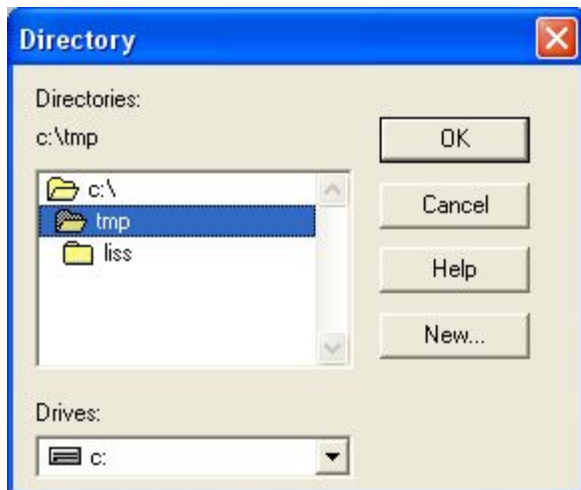 Directory
Directories:
c:\tmp
c:\
tmp
liss
OK
Cancel
Help
New...
Drives:
c: